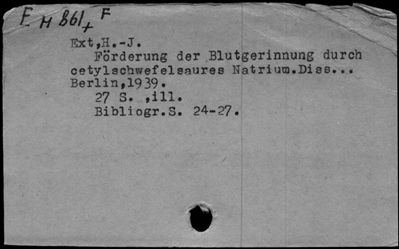 F H 861+ F
Ext,H.-J.
Förderung der Blutgerinnung durch
cetylschwefelsaures Natrium.Diss...
Berlin,1939.
27 S. ,ill.
Bibliogr.S. 24-27.